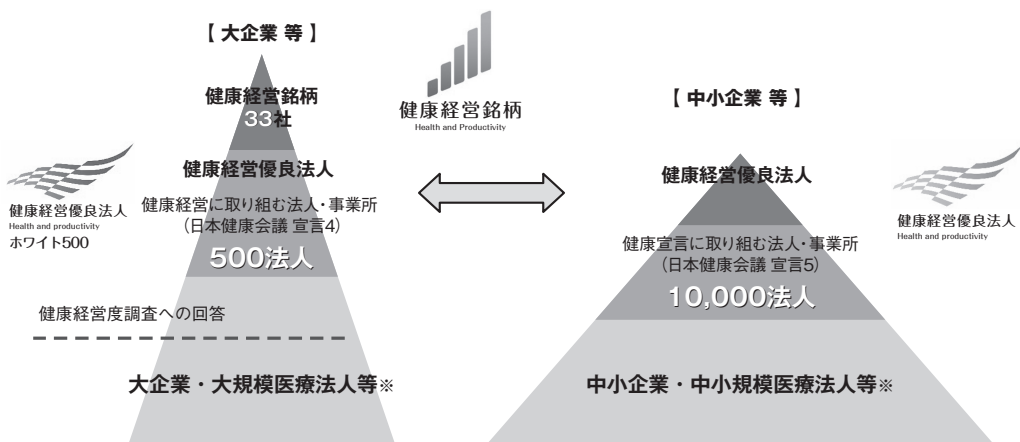 【 大企業 等 】
健康経営銘柄
33社
健康経営優良法人
健康経営に取り組む法人・事業所
(日本健康会議 宣言4)
500法人
健康経営度調査への回答
大企業・大規模医療法人等※
健康経営優良法人
Health and productivity
ホワイト500
健康経営銘柄
Health and Productivity
【 中小企業 等 】
健康経営優良法人
健康宣言に取り組む法人・事業所
(日本健康会議 宣言5)
10,000法人
中小企業・中小規模医療法人等※
健康経営優良法人
Health and productivity